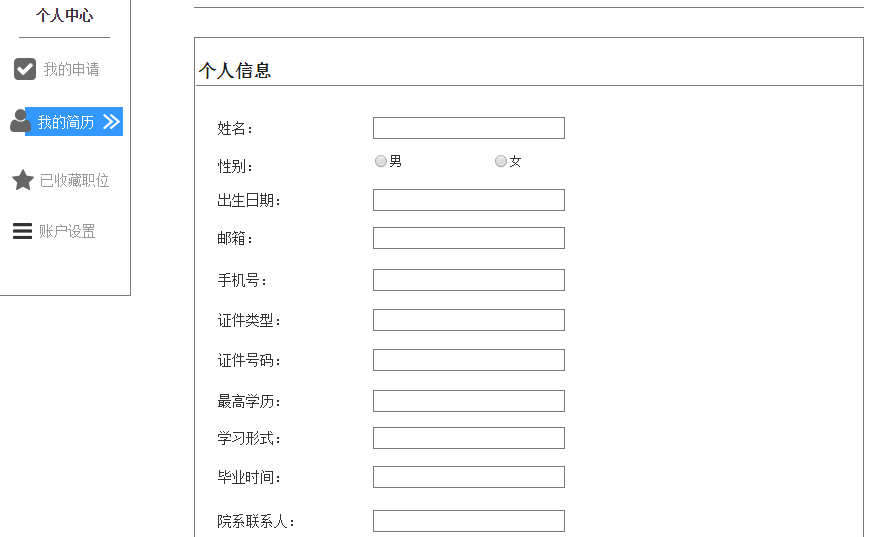 个人中心
我的申请
我的简历
已收藏职位
账户设置
个人信息
姓名：
性别： 男 女
出生日期：
邮箱：
手机号：
证件类型：
证件号码：
最高学历：
学习形式：
毕业时间：
院系联系人：